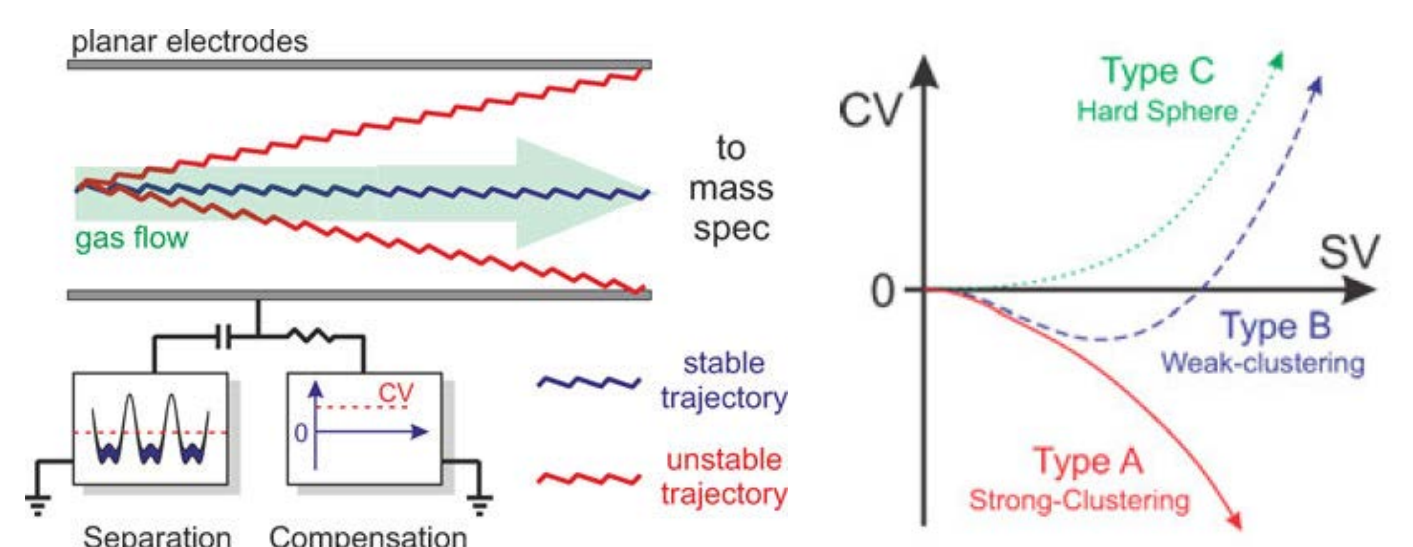 planar electrodes
gas flow
to
mass
spec
0
CV
stable
trajectory
unstable
trajectory
Separation
Compensation
CV
0
SV
Type C
Hard Sphere
Type B
Weak-clustering
Type A
Strong-Clustering